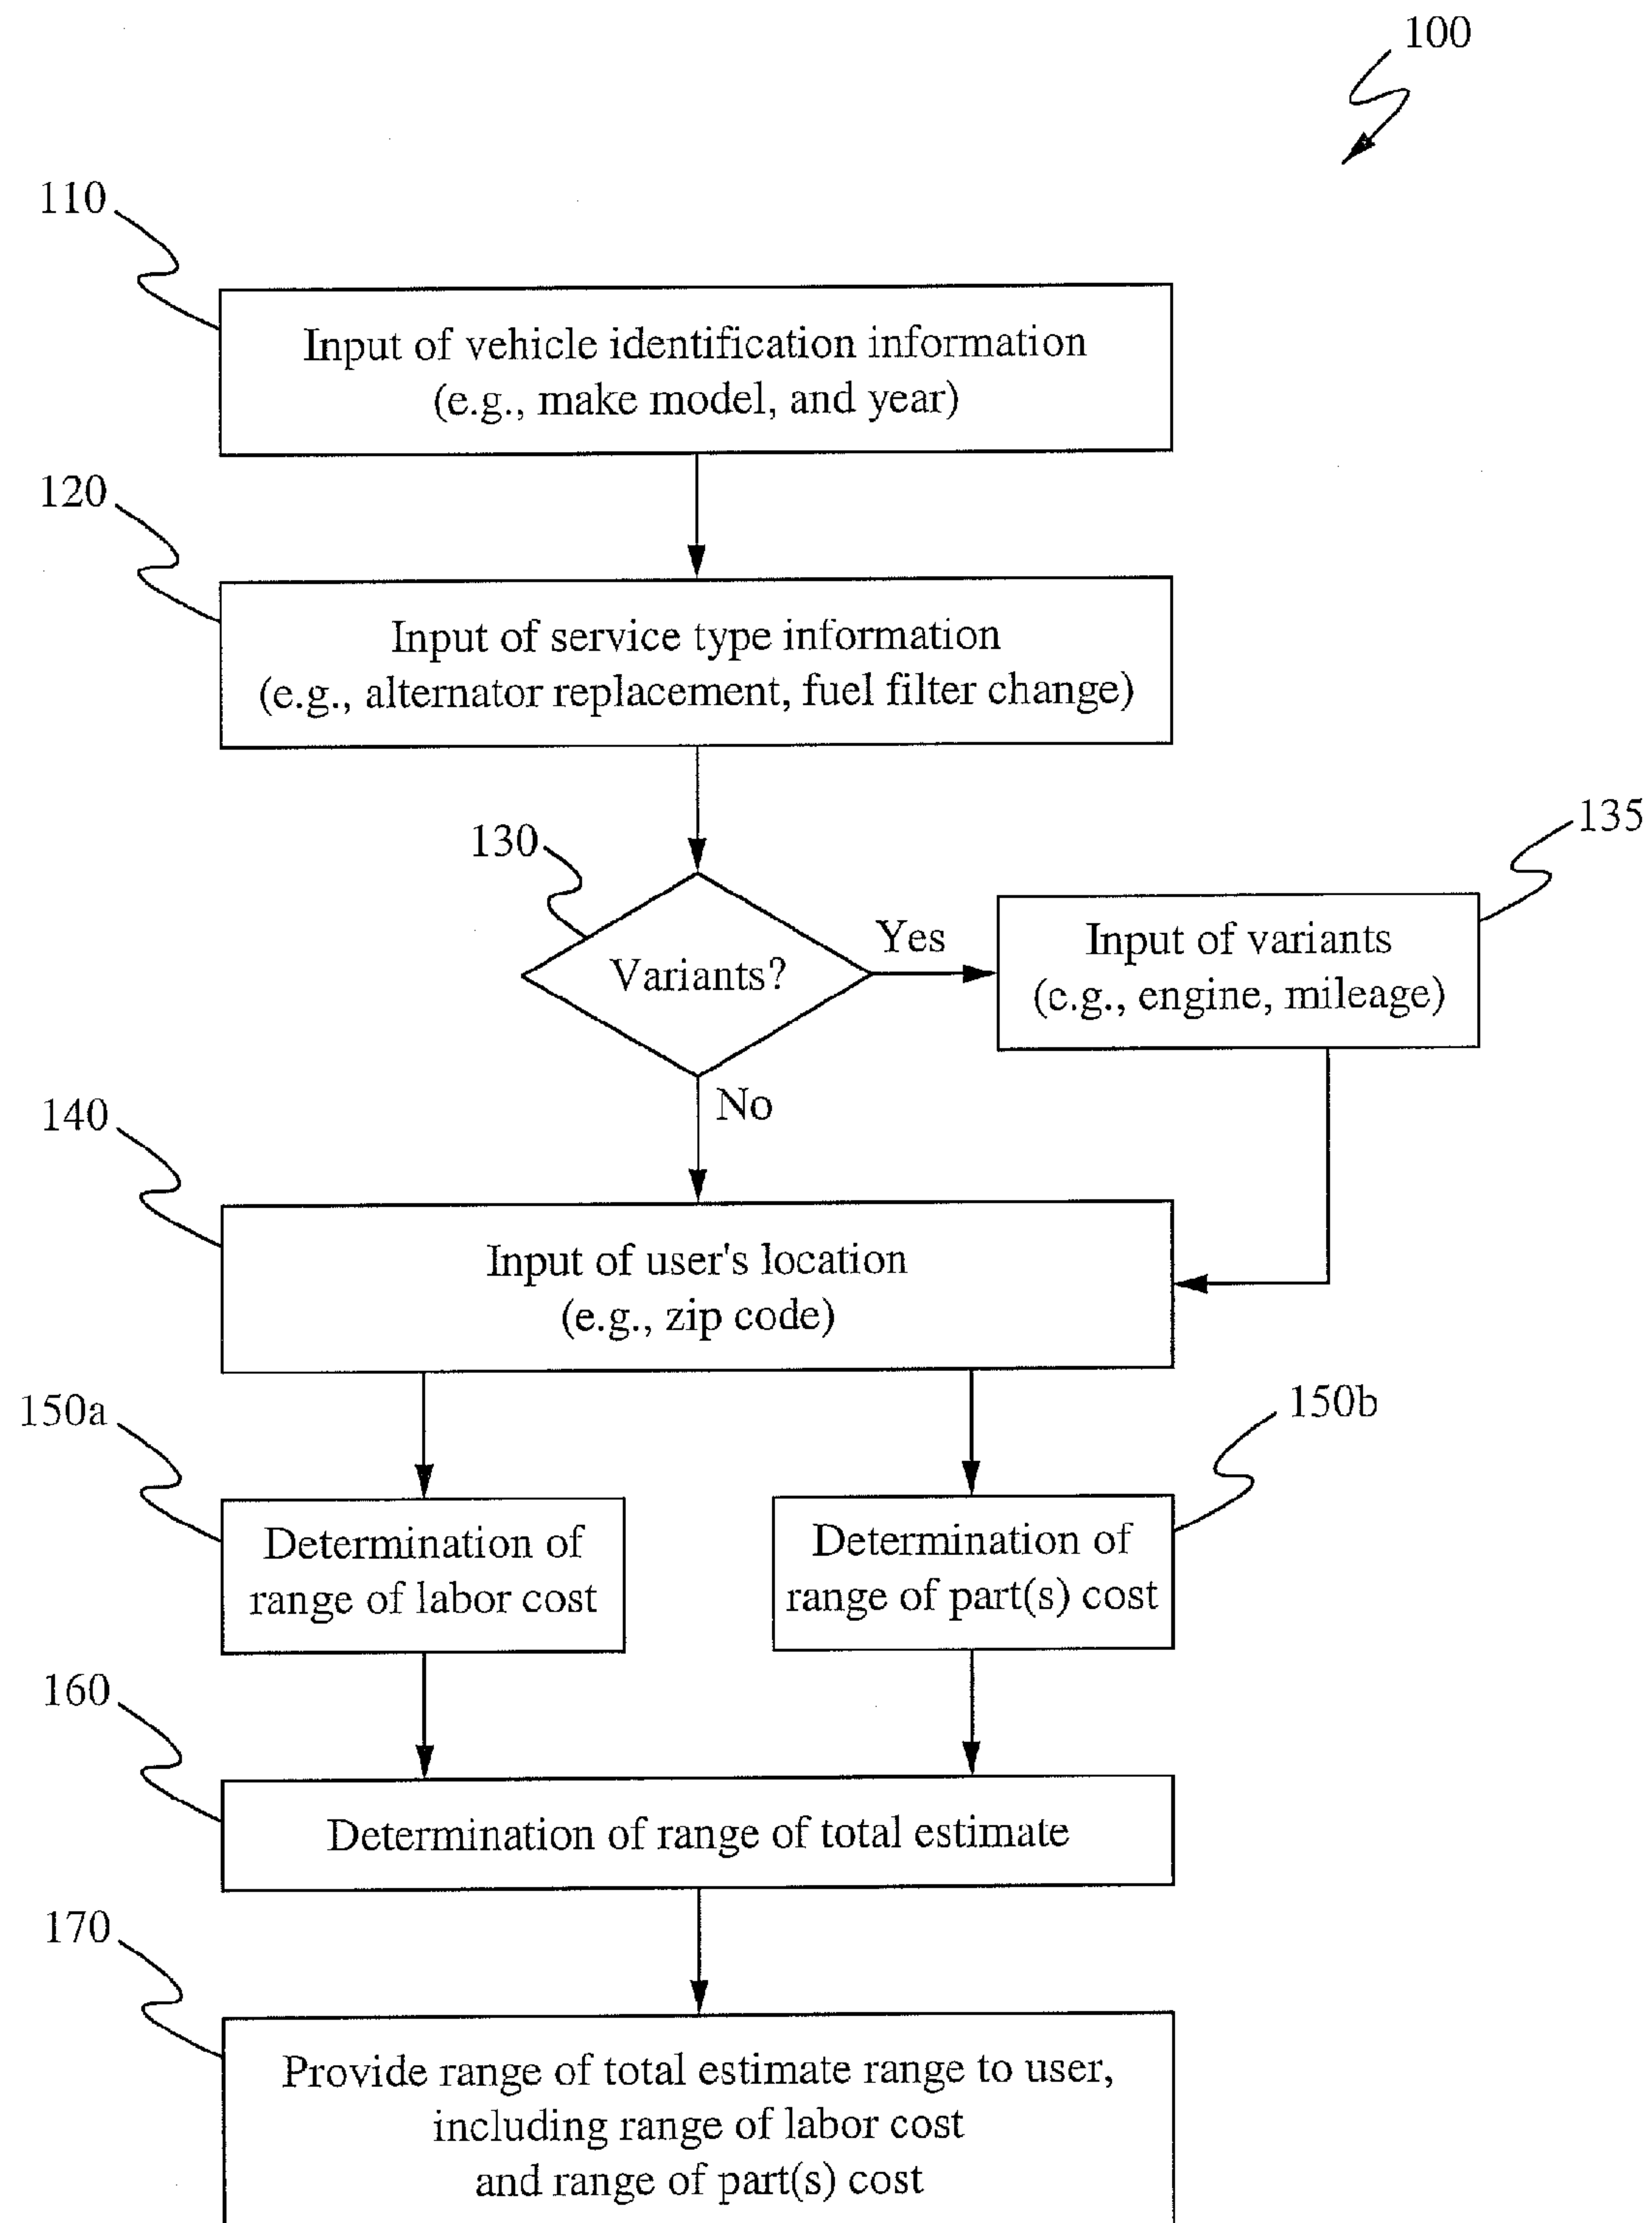 100
110
Input of vehicle identification information
(e.g., make model, and year)
120
Input of service type information
(e.g., alternator replacement, fuel filter change)
130
Variants?
Yes
135
Input of variants
(e.g., engine, mileage)
No
140
Input of user's location
(e.g., zip code)
150a
Determination of
range of labor cost
150b
Determination of
range of part(s) cost
160
Determination of range of total estimate
170
Provide range of total estimate range to user,
including range of labor cost
and range of part(s) cost